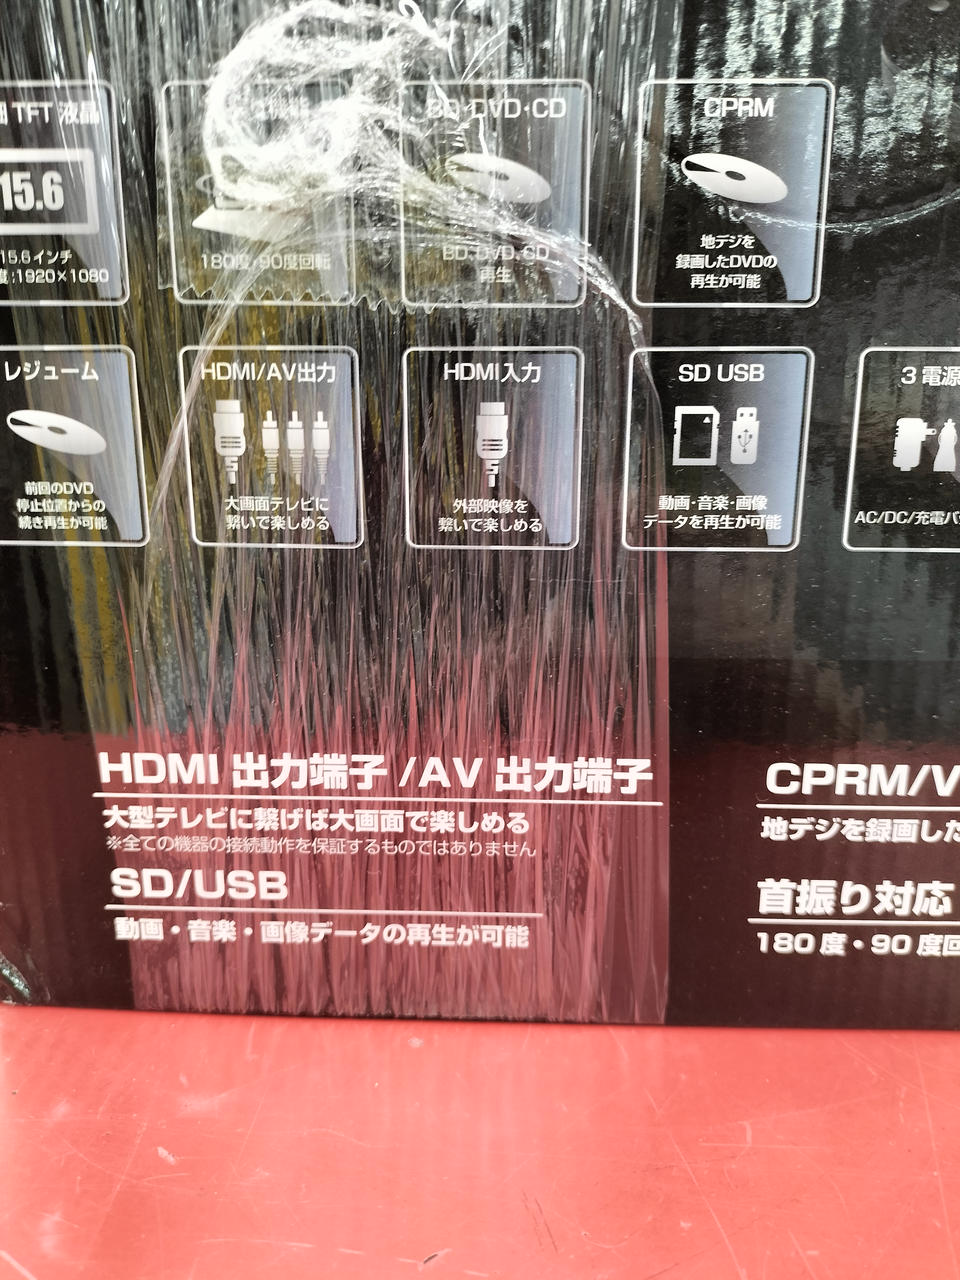 TFT 液晶
15.6
15.6インチ
度:1920×1080
180度・90度回転
BD・DVD・CD
BD・DVD・CD
再生
CPRM
地デジを
録画したDVDの
再生が可能
レジューム
前回のDVD
停止位置からの
続き再生が可能
HDMI/AV出力
大画面テレビに
繋いで楽しめる
HDMI入力
外部映像を
繋いで楽しめる
SD USB
動画・音楽・画像
データを再生が可能
3 電源
AC/DC/充電バ
HDMI 出力端子 /AV 出力端子
大型テレビに繋げば大画面で楽しめる
※全ての機器の接続動作を保証するものではありません
SD/USB
動画・音楽・画像データの再生が可能
CPRM/V
地デジを録画した
首振り対応
180 度・90 度回